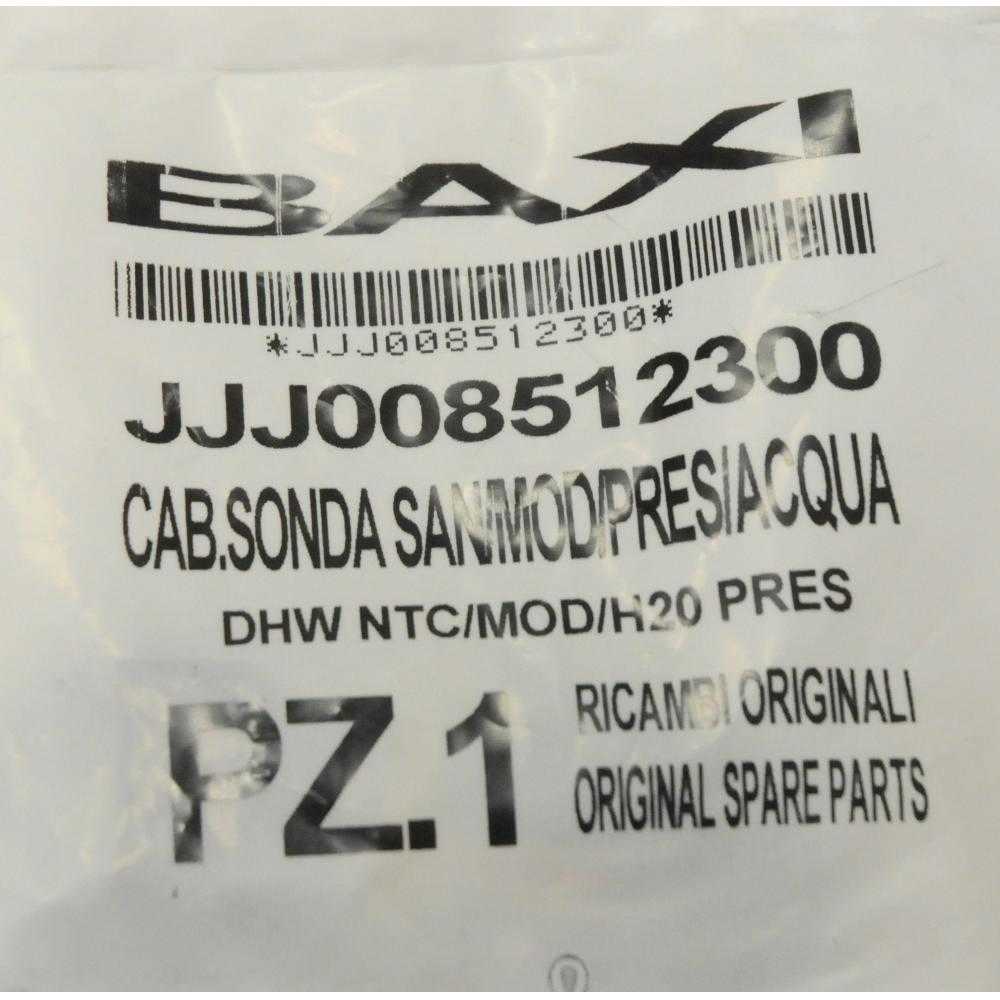 BAXI
*JJJ008512300*
JJJ008512300
CAB.SONDA SAN/MOD/PRES/ACQUA
DHW NTC/MOD/H20 PRES
PZ.1
RICAMBI ORIGINALI
ORIGINAL SPARE PARTS